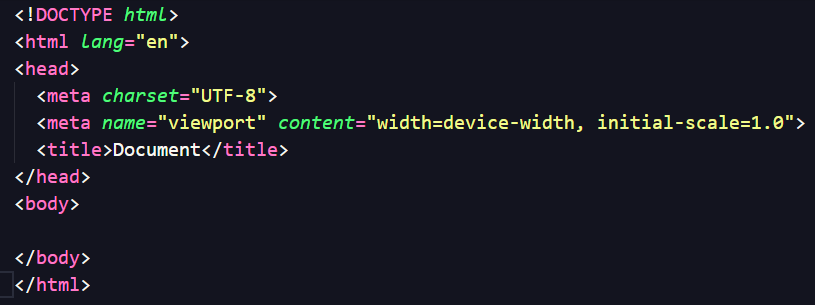 <!DOCTYPE html>
<html lang="en">
<head>
  <meta charset="UTF-8">
  <meta name="viewport" content="width=device-width, initial-scale=1.0">
  <title>Document</title>
</head>
<body>

</body>
</html>